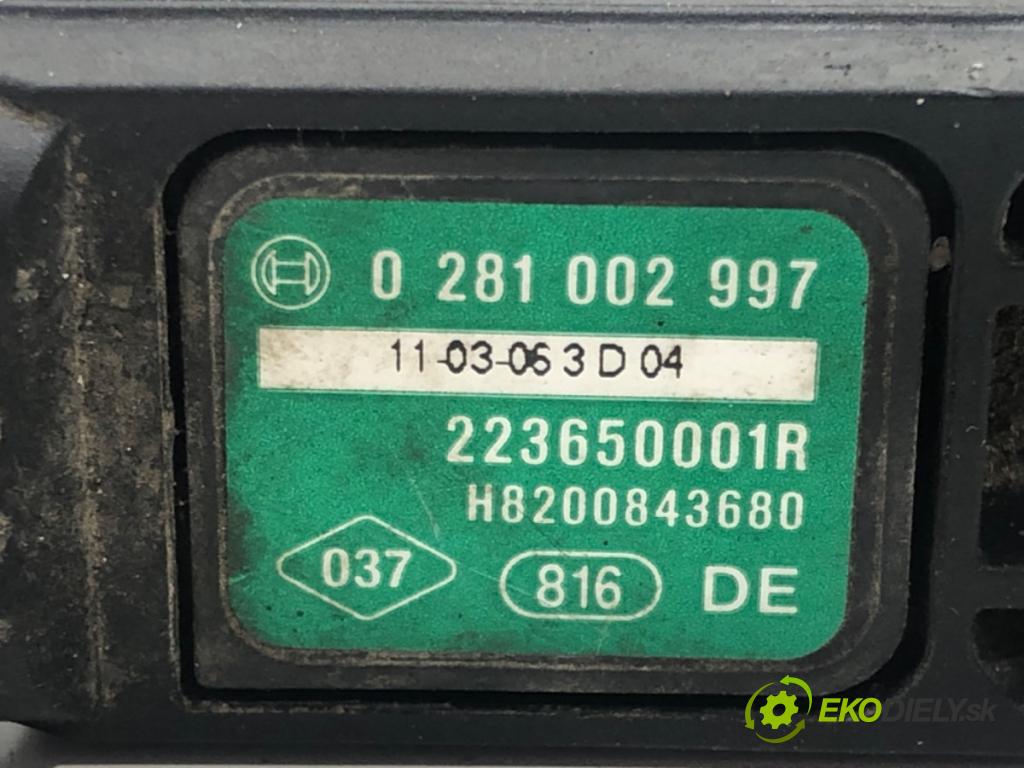 0 281 002 997
11-03-06 3 D 04
223650001R
H8200843680
037 816 DE
EKODIELY.sk